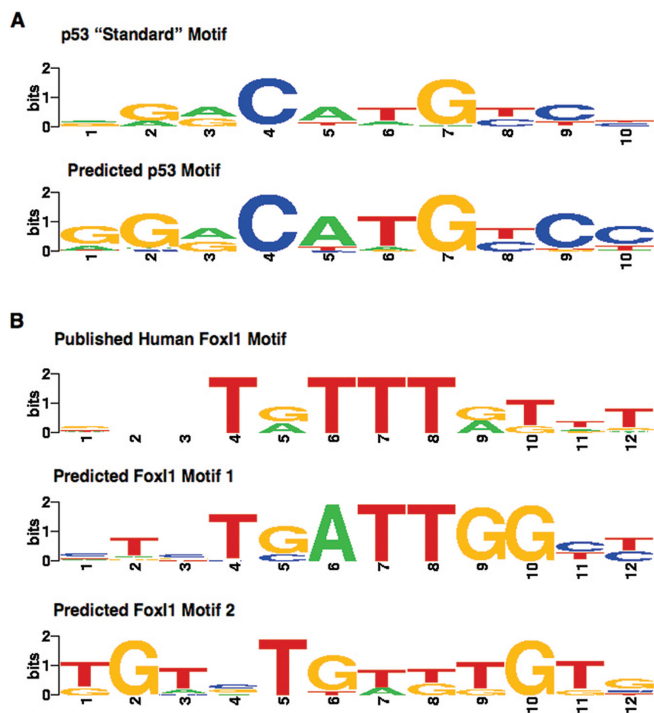 A
p53 “Standard” Motif
2
1
0
bits
G A C A T G T C
1 2 3 4 5 6 7 8 9 10
Predicted p53 Motif
2
1
0
bits
G G A C A T G T C C
1 2 3 4 5 6 7 8 9 10
B
Published Human Foxl1 Motif
2
1
0
bits
T G T T T G T T T
1 2 3 4 5 6 7 8 9 10 11 12
Predicted Foxl1 Motif 1
2
1
0
bits
T T G A T T G G C T
1 2 3 4 5 6 7 8 9 10 11 12
Predicted Foxl1 Motif 2
2
1
0
bits
T G T T G T T T G T G
1 2 3 4 5 6 7 8 9 10 11 12